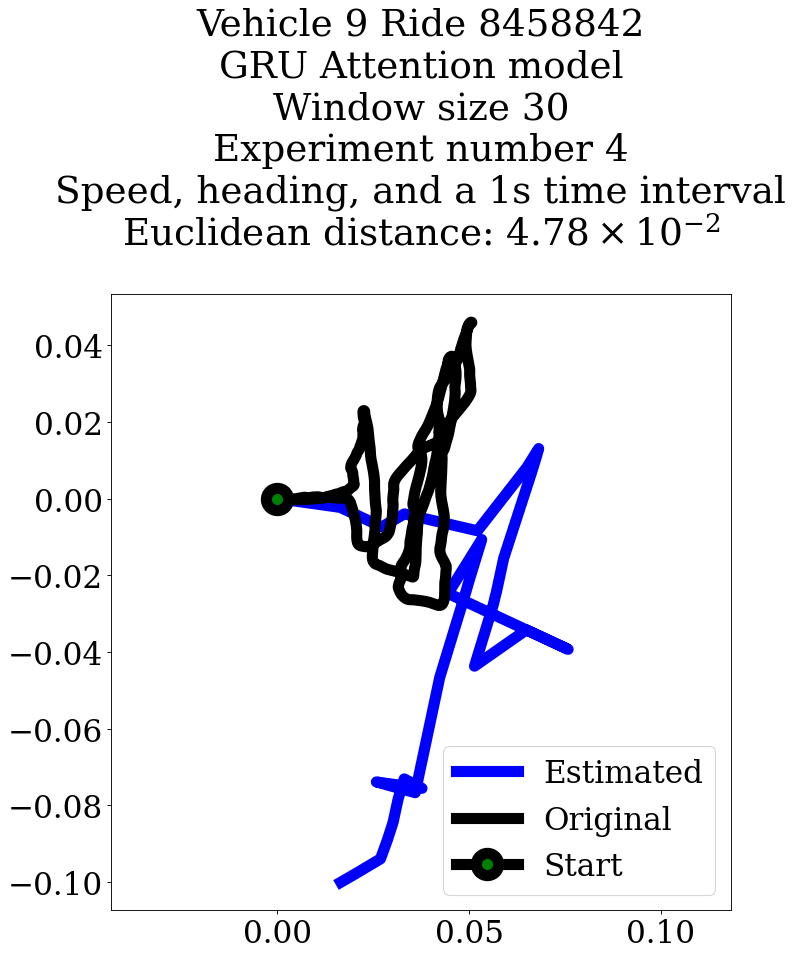 Vehicle 9 Ride 8458842
GRU Attention model
Window size 30
Experiment number 4
Speed, heading, and a 1s time interval
Euclidean distance: 4.78 × 10⁻²
0.04
0.02
0.00
−0.02
−0.04
−0.06
−0.08
−0.10
Estimated
Original
Start
0.00 0.05 0.10